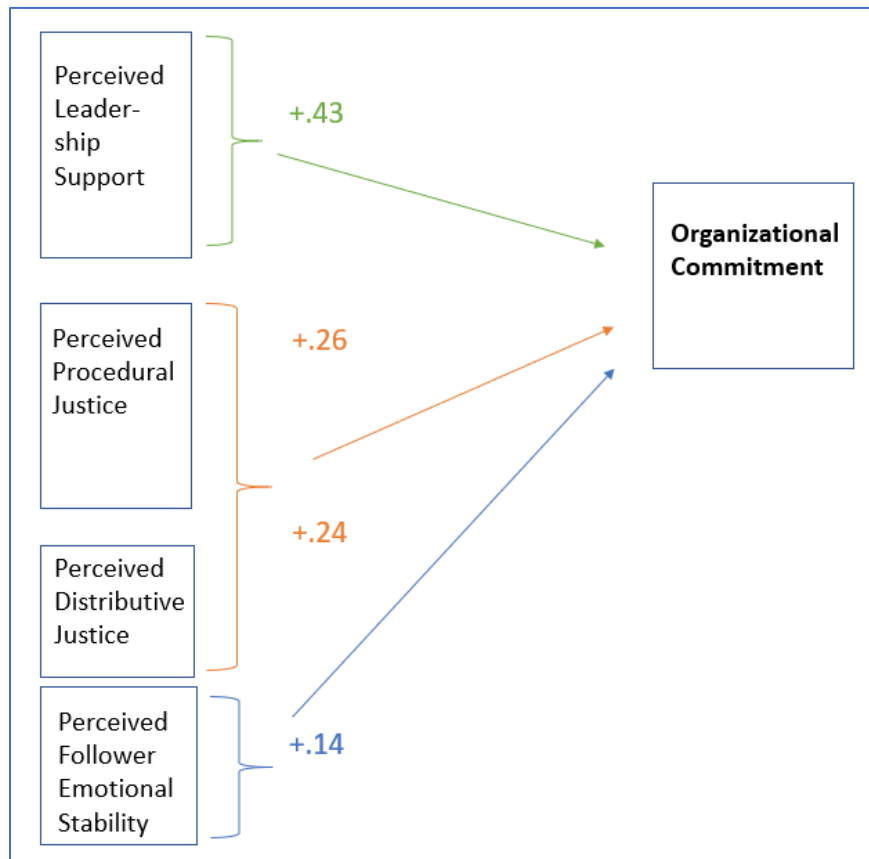 Perceived
Leader-
ship
Support
+.43
Organizational
Commitment
Perceived
Procedural
Justice
+.26
+.24
Perceived
Distributive
Justice
Perceived
Follower
Emotional
Stability
+.14